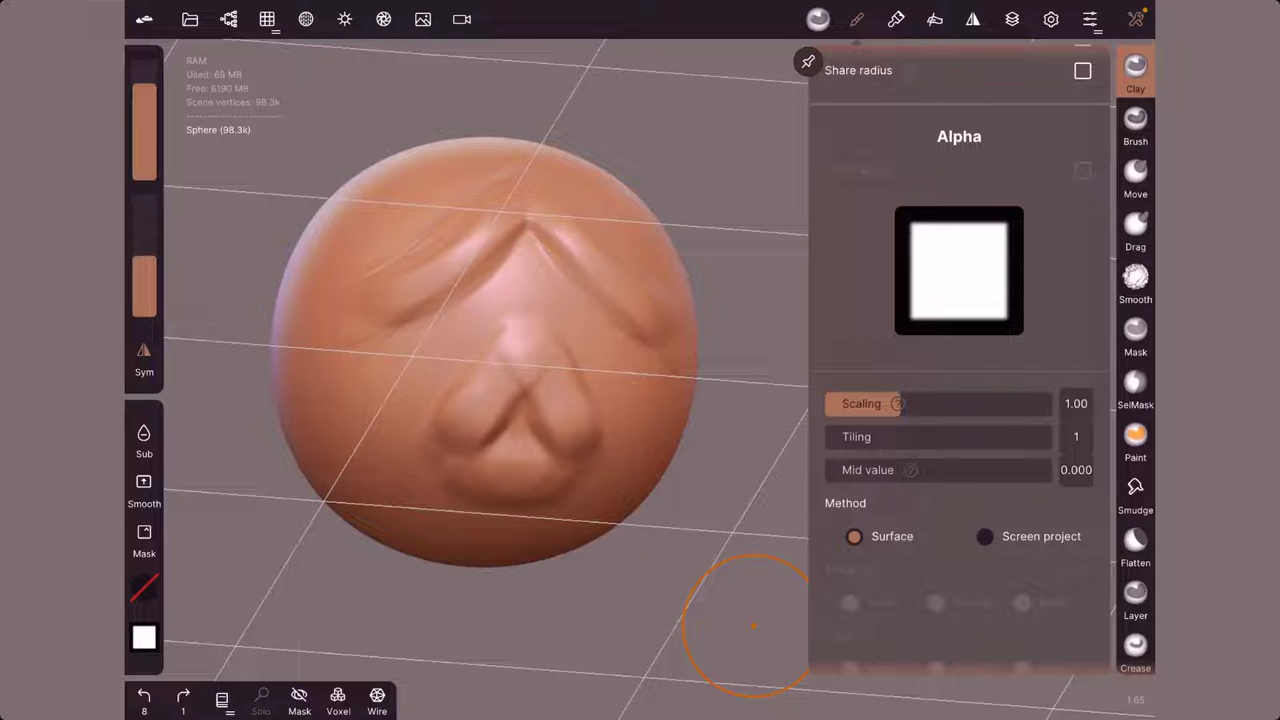 RAM
Used: 69 MB
Free: 6190 MB
Scene vertices: 98.3k
Sphere (98.3k)
Sym
Sub
Smooth
Mask
8
1
Solo
Mask
Voxel
Wire
Share radius
Alpha
Scaling ? 1.00
Tiling 1
Mid value ? 0.000
Method
Surface
Screen project
Clay
Brush
Move
Drag
Smooth
Mask
SelMask
Paint
Smudge
Flatten
Layer
Crease
1.65